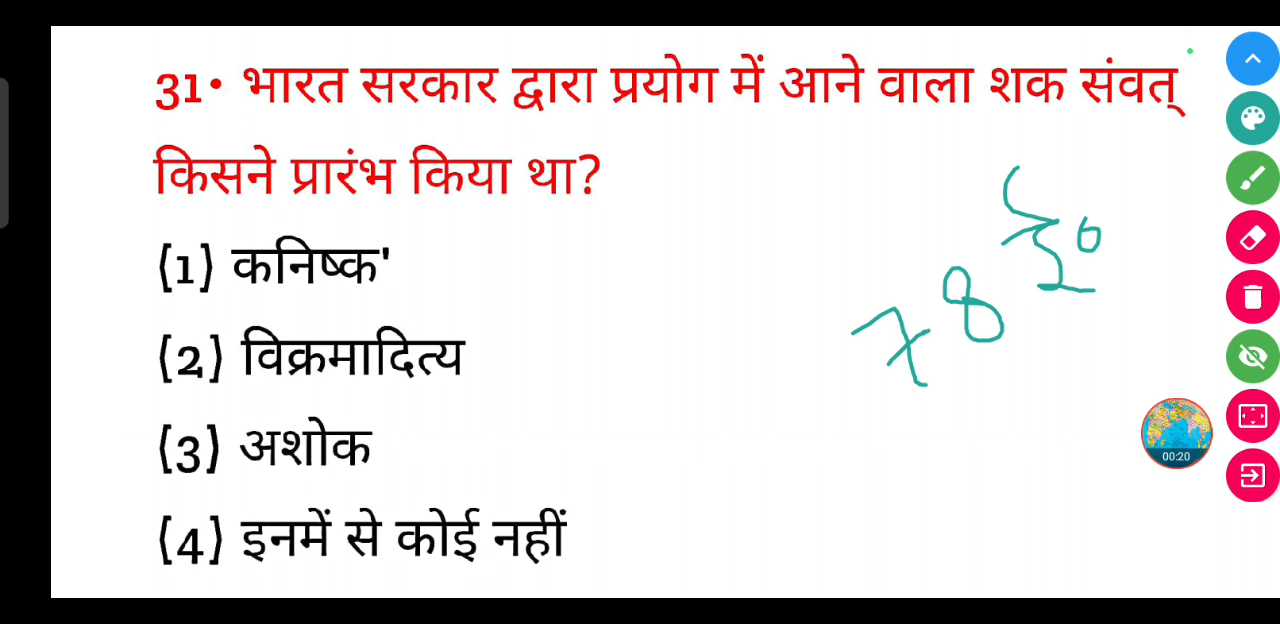 31• भारत सरकार द्वारा प्रयोग में आने वाला शक संवत्
किसने प्रारंभ किया था?
(1) कनिष्क'
(2) विक्रमादित्य
(3) अशोक
(4) इनमें से कोई नहीं
78 ई०
00:20